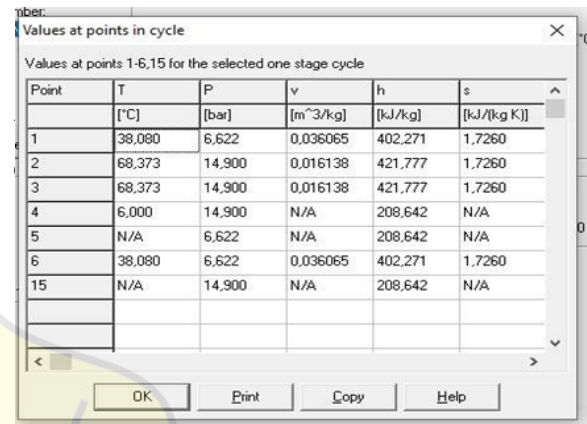 mber:
Values at points in cycle
Values at points 1-6,15 for the selected one stage cycle
Point T P v h s
[°C] [bar] [m^3/kg] [kJ/kg] [kJ/(kg K)]
1 38,080 6,622 0,036065 402,271 1,7260
2 68,373 14,900 0,016138 421,777 1,7260
3 68,373 14,900 0,016138 421,777 1,7260
4 6,000 14,900 N/A 208,642 N/A
5 N/A 6,622 N/A 208,642 N/A
6 38,080 6,622 0,036065 402,271 1,7260
15 N/A 14,900 N/A 208,642 N/A
OK Print Copy Help